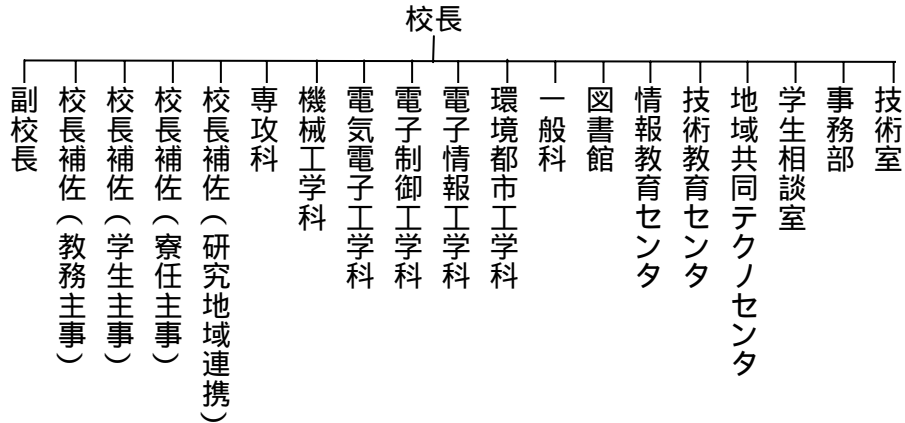 校長
副校長
校長補佐(教務主事)
校長補佐(学生主事)
校長補佐(寮任主事)
校長補佐(研究地域連携)
専攻科
機械工学科
電気電子工学科
電子制御工学科
電子情報工学科
環境都市工学科
一般科
図書館
情報教育センタ
技術教育センタ
地域共同テクノセンタ
学生相談室
事務部
技術室